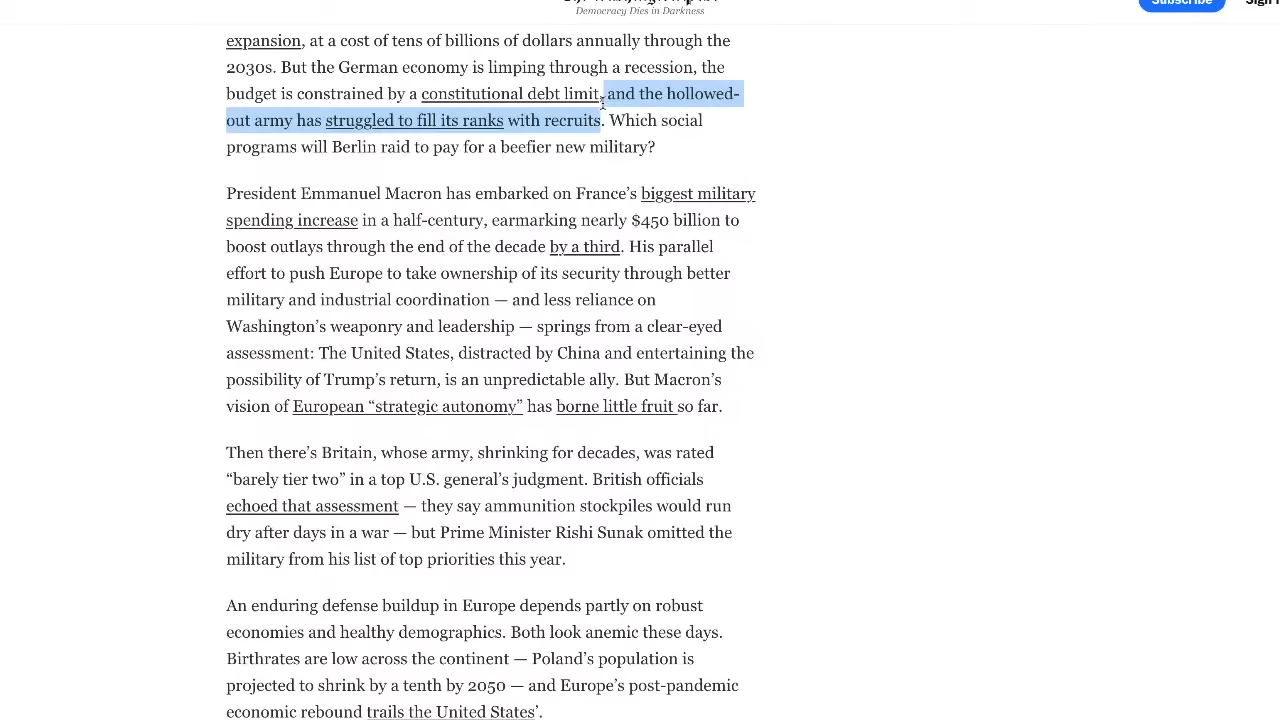 Democracy Dies in Darkness
Subscribe
Sign
expansion, at a cost of tens of billions of dollars annually through the
2030s. But the German economy is limping through a recession, the
budget is constrained by a constitutional debt limit, and the hollowed-
out army has struggled to fill its ranks with recruits. Which social
programs will Berlin raid to pay for a beefier new military?
President Emmanuel Macron has embarked on France’s biggest military
spending increase in a half-century, earmarking nearly $450 billion to
boost outlays through the end of the decade by a third. His parallel
effort to push Europe to take ownership of its security through better
military and industrial coordination — and less reliance on
Washington’s weaponry and leadership — springs from a clear-eyed
assessment: The United States, distracted by China and entertaining the
possibility of Trump’s return, is an unpredictable ally. But Macron’s
vision of European “strategic autonomy” has borne little fruit so far.
Then there’s Britain, whose army, shrinking for decades, was rated
“barely tier two” in a top U.S. general’s judgment. British officials
echoed that assessment — they say ammunition stockpiles would run
dry after days in a war — but Prime Minister Rishi Sunak omitted the
military from his list of top priorities this year.
An enduring defense buildup in Europe depends partly on robust
economies and healthy demographics. Both look anemic these days.
Birthrates are low across the continent — Poland’s population is
projected to shrink by a tenth by 2050 — and Europe’s post-pandemic
economic rebound trails the United States’.